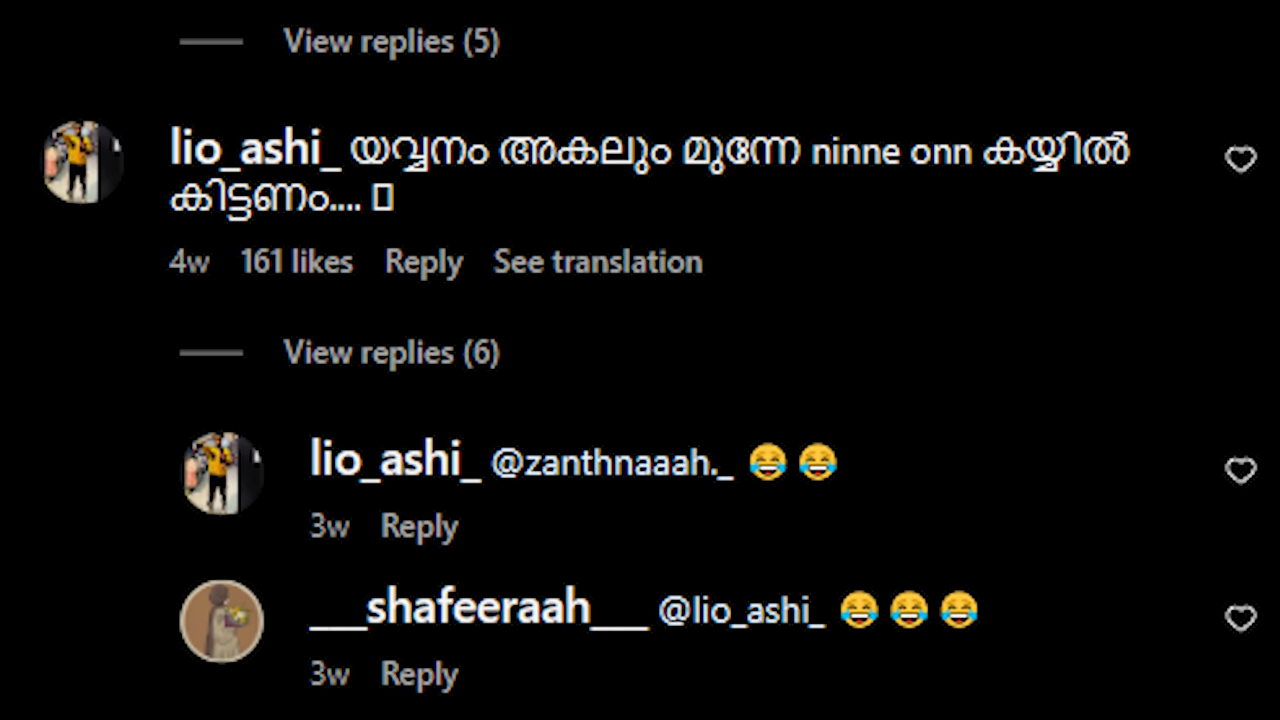 View replies (5)
lio_ashi_ യവ്വനം അകലും മുന്നേ ninne onn കയ്യിൽ
കിട്ടണം....
4w 161 likes Reply See translation
View replies (6)
lio_ashi_ @zanthnaaah._ 😂 😂
3w Reply
___shafeeraah___ @lio_ashi_ 😂 😂 😂
3w Reply